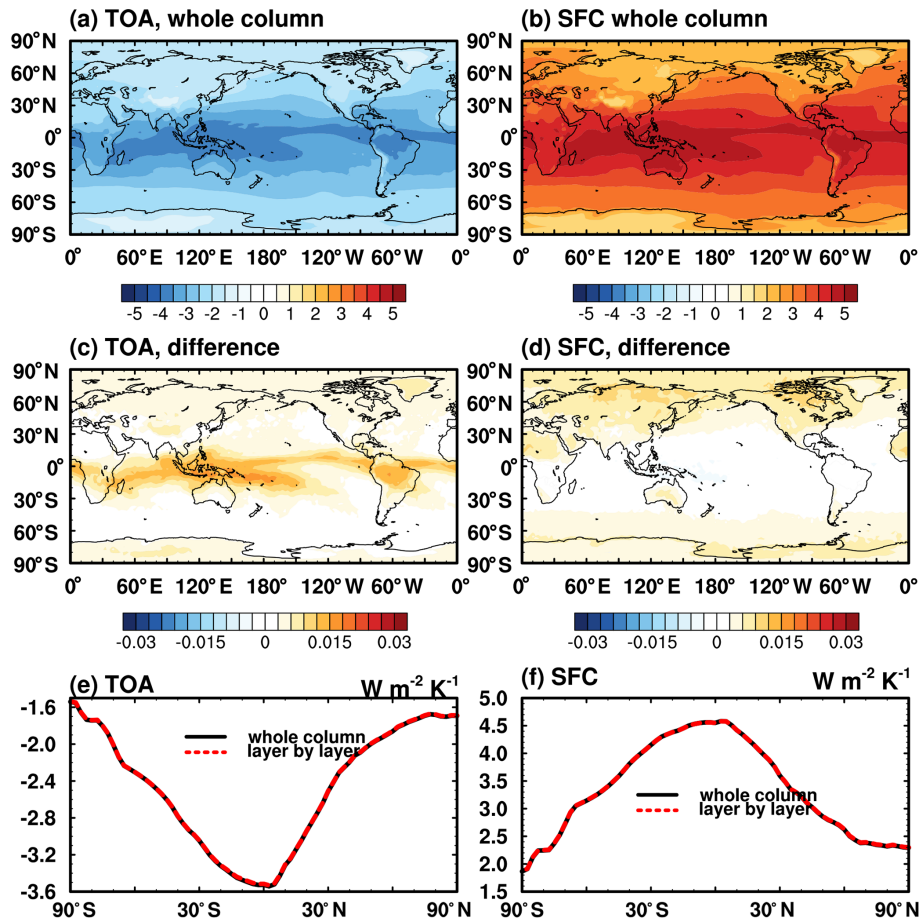 (a) TOA, whole column
(b) SFC whole column
90°N
60°N
30°N
0°
30°S
60°S
90°S
0° 60°E 120°E 180° 120°W 60°W 0°
90°N
60°N
30°N
0°
30°S
60°S
90°S
0° 60°E 120°E 180° 120°W 60°W 0°
-5 -4 -3 -2 -1 0 1 2 3 4 5
-5 -4 -3 -2 -1 0 1 2 3 4 5
(c) TOA, difference
(d) SFC, difference
90°N
60°N
30°N
0°
30°S
60°S
90°S
0° 60°E 120°E 180° 120°W 60°W 0°
90°N
60°N
30°N
0°
30°S
60°S
90°S
0° 60°E 120°E 180° 120°W 60°W 0°
-0.03 -0.015 0 0.015 0.03
-0.03 -0.015 0 0.015 0.03
(e) TOA W m⁻² K⁻¹
-1.6
-2.0
-2.4
-2.8
-3.2
-3.6
whole column
layer by layer
90°S 30°S 30°N 90°N
(f) SFC W m⁻² K⁻¹
5.0
4.5
4.0
3.5
3.0
2.5
2.0
1.5
whole column
layer by layer
90°S 30°S 30°N 90°N